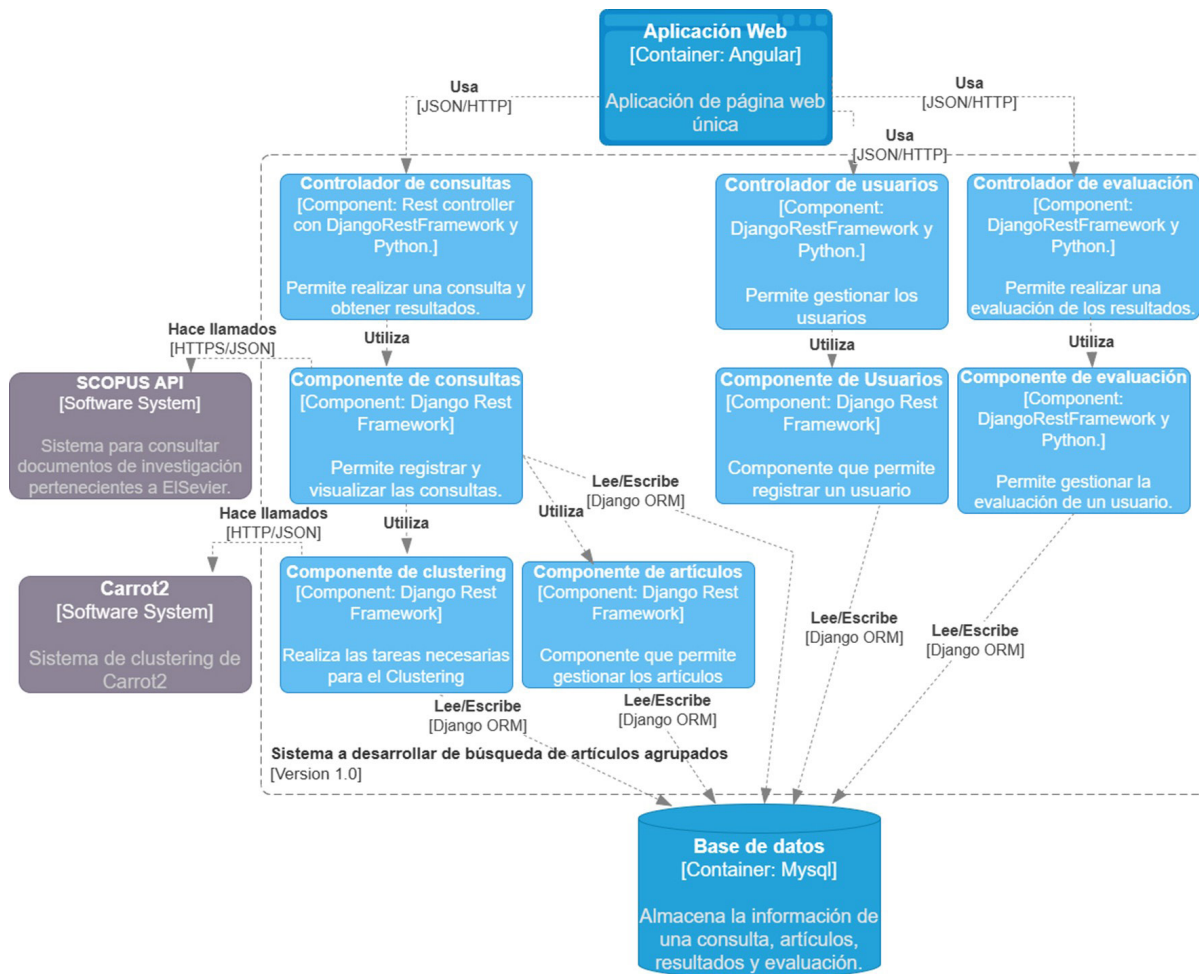 Aplicación Web
[Container: Angular]
Aplicación de página web
única
Usa
[JSON/HTTP]
Usa
[JSON/HTTP]
Usa
[JSON/HTTP]
Controlador de consultas
[Component: Rest controller
con DjangoRestFramework y
Python.]
Permite realizar una consulta y
obtener resultados.
Controlador de usuarios
[Component:
DjangoRestFramework y
Python.]
Permite gestionar los
usuarios
Controlador de evaluación
[Component:
DjangoRestFramework y
Python.]
Permite realizar una
evaluación de los resultados.
Hace llamados
[HTTPS/JSON]
Utiliza
Utiliza
Utiliza
SCOPUS API
[Software System]
Sistema para consultar
documentos de investigación
pertenecientes a ElSevier.
Componente de consultas
[Component: Django Rest
Framework]
Permite registrar y
visualizar las consultas.
Componente de Usuarios
[Component: Django Rest
Framework]
Componente que permite
registrar un usuario
Componente de evaluación
[Component:
DjangoRestFramework y
Python.]
Permite gestionar la
evaluación de un usuario.
Hace llamados
[HTTP/JSON]
Utiliza
Utiliza
Lee/Escribe
[Django ORM]
Carrot2
[Software System]
Sistema de clustering de
Carrot2
Componente de clustering
[Component: Django Rest
Framework]
Realiza las tareas necesarias
para el Clustering
Componente de artículos
[Component: Django Rest
Framework]
Componente que permite
gestionar los artículos
Lee/Escribe
[Django ORM]
Lee/Escribe
[Django ORM]
Lee/Escribe
[Django ORM]
Lee/Escribe
[Django ORM]
Sistema a desarrollar de búsqueda de artículos agrupados
[Version 1.0]
Base de datos
[Container: Mysql]
Almacena la información de
una consulta, artículos,
resultados y evaluación.